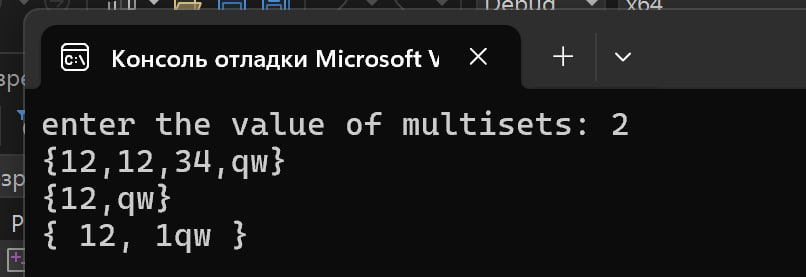 Debug x64
Консоль отладки Microsoft V
зре
enter the value of multisets: 2
{12,12,34,qw}
зр
{12,qw}
Р
{ 12, 1qw }